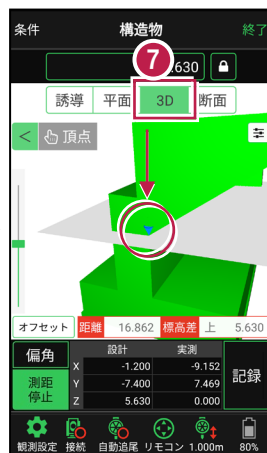 条件 構造物 終了
7 .630
誘導 平面 3D 断面
< 頂点
オフセット 距離 16.862 標高差 上 5.630
偏角 設計 実測
X -1.200 -9.152
測距停止 Y -7.400 7.469 記録
Z 5.630 0.000
観測設定 接続 自動追尾 リモコン 1.000m 80%